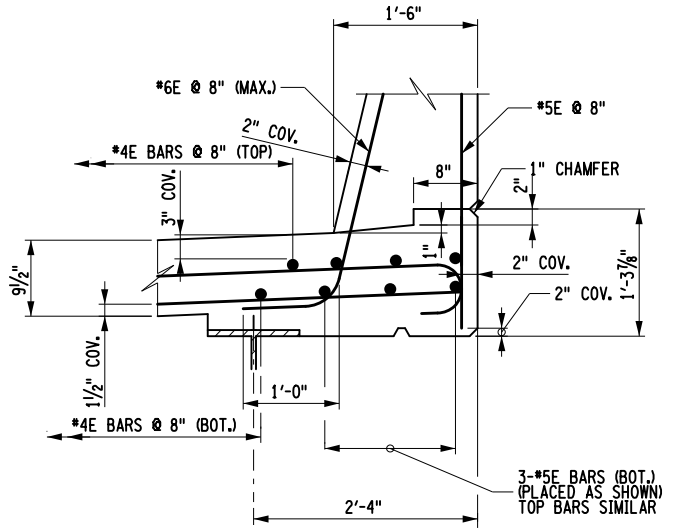 1'-6"
#6E @ 8" (MAX.)
#5E @ 8"
2" COV.
#4E BARS @ 8" (TOP)
8"
2"
1" CHAMFER
3" COV.
1"
9½"
2" COV.
1'-3⅞"
2" COV.
1½" COV.
1'-0"
#4E BARS @ 8" (BOT.)
3-#5E BARS (BOT.)
(PLACED AS SHOWN)
TOP BARS SIMILAR
2'-4"